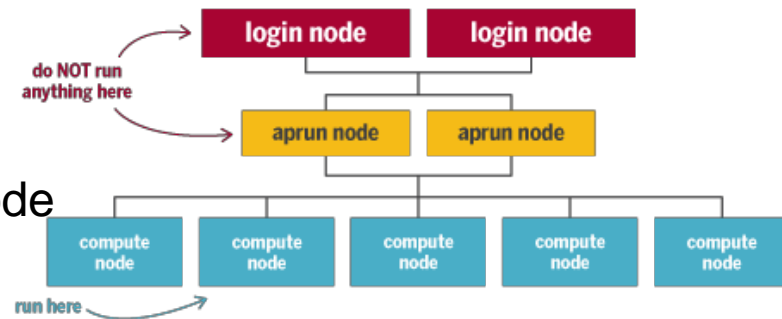 login node
login node
do NOT run
anything here
aprun node
aprun node
de
compute
node
compute
node
compute
node
compute
node
compute
node
run here